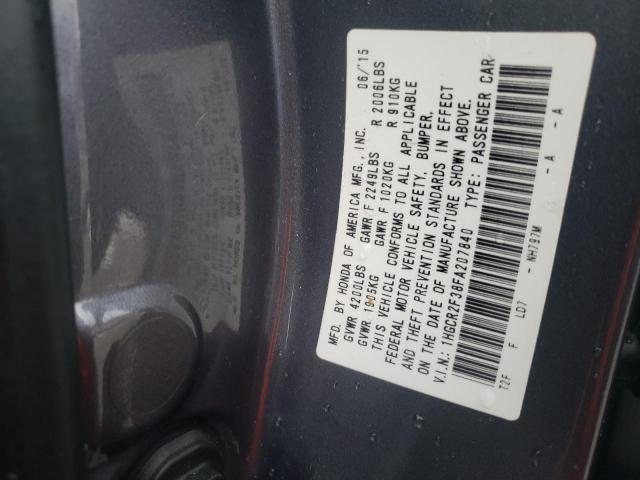 MFD. BY HONDA OF AMERICA MFG., INC. 06/'15
GVWR 4200LBS GAWR F 2249LBS R 2006LBS
GVWR 1905KG GAWR F 1020KG R 910KG
THIS VEHICLE CONFORMS TO ALL APPLICABLE
FEDERAL MOTOR VEHICLE SAFETY, BUMPER,
AND THEFT PREVENTION STANDARDS IN EFFECT
ON THE DATE OF MANUFACTURE SHOWN ABOVE.
V.I.N.: 1HGCR2F38FA207840 TYPE: PASSENGER CAR
T2F F LD7 - NH797M - A - A